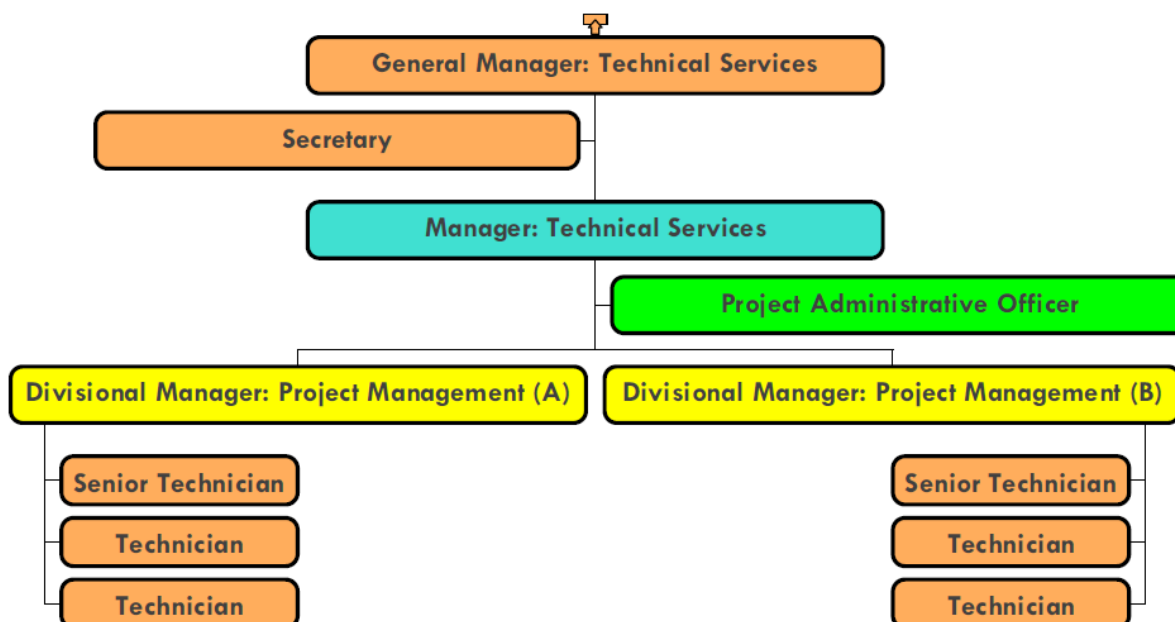 General Manager: Technical Services
Secretary
Manager: Technical Services
Project Administrative Officer
Divisional Manager: Project Management (A)
Divisional Manager: Project Management (B)
Senior Technician
Technician
Technician
Senior Technician
Technician
Technician